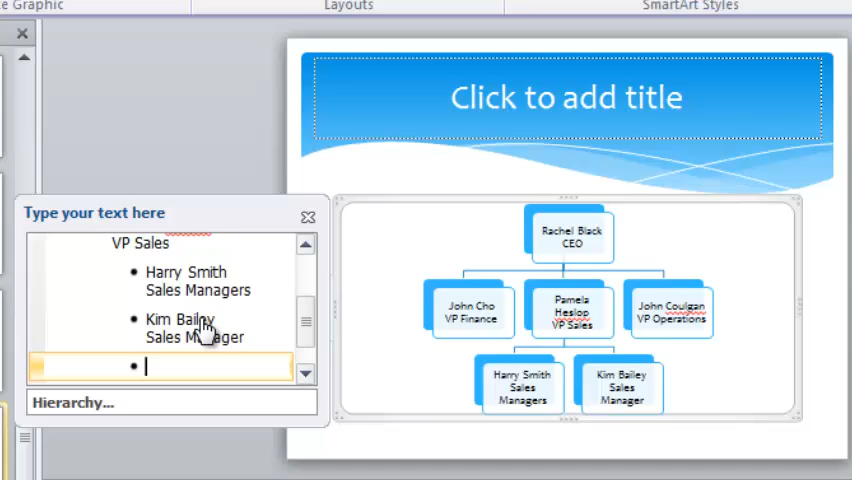 ce Graphic
Layouts
SmartArt Styles
Click to add title
Type your text here
VP Sales
Harry Smith
Sales Managers
Kim Bailey
Sales Manager
Hierarchy...
Rachel Black
CEO
John Cho
VP Finance
Pamela
Heslop
VP Sales
John Coulgan
VP Operations
Harry Smith
Sales
Managers
Kim Bailey
Sales
Manager